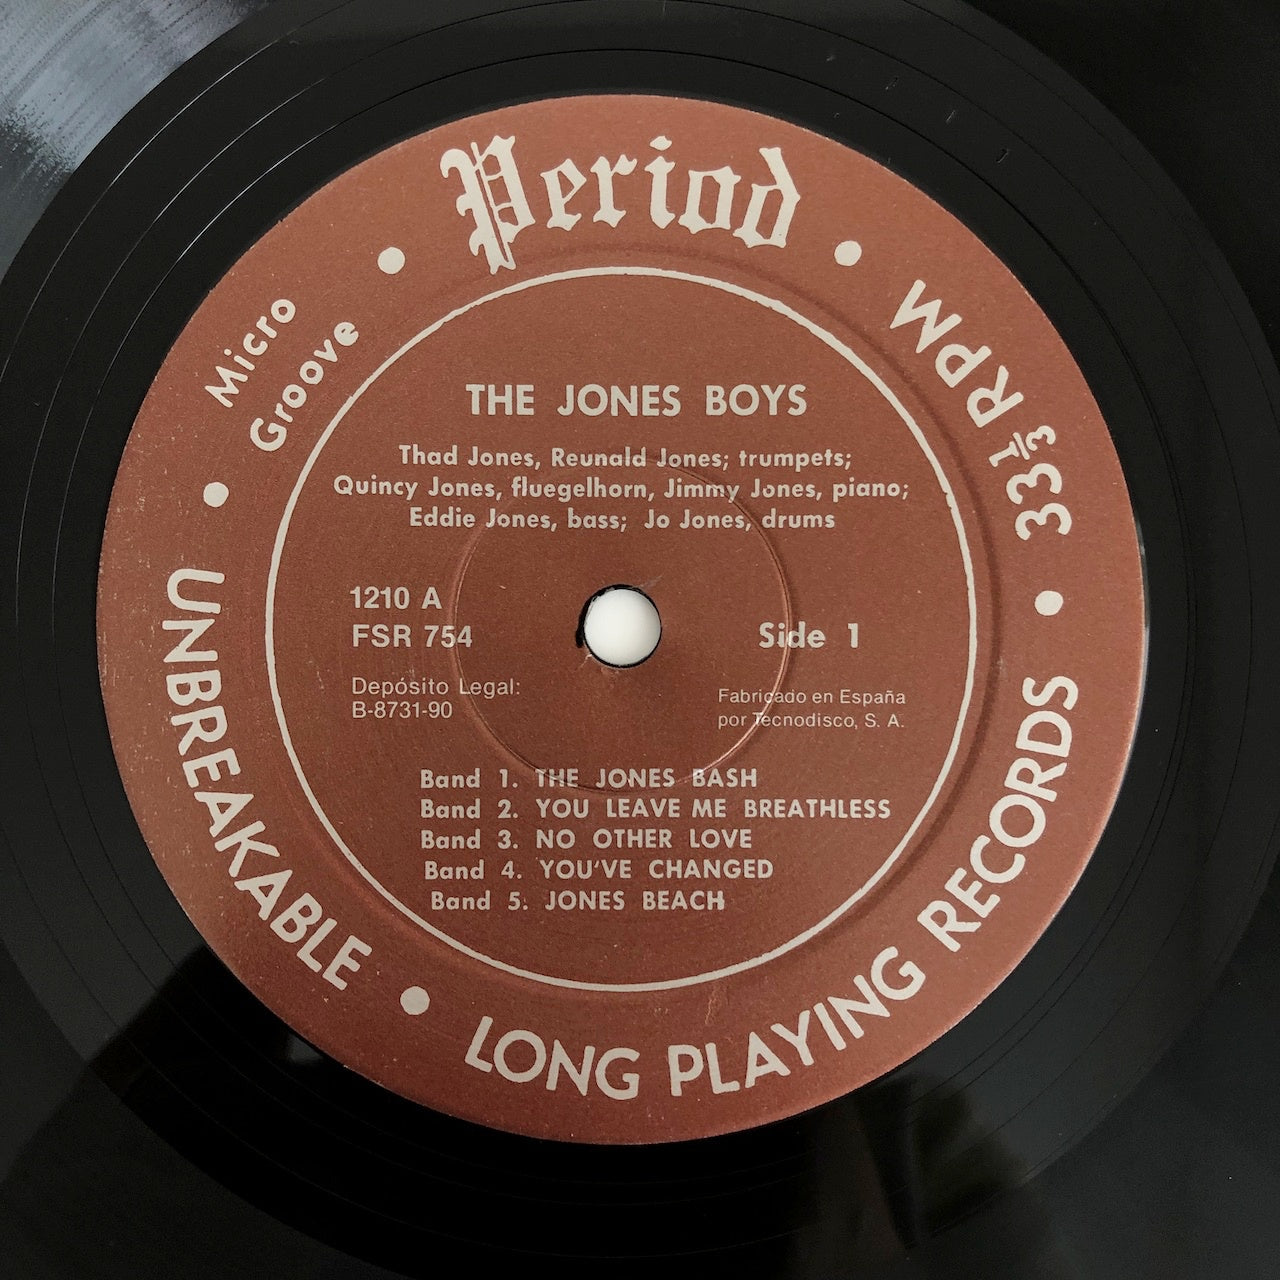 Period
33⅓ RPM
Micro
Groove
THE JONES BOYS
Thad Jones, Reunald Jones; trumpets;
Quincy Jones, fluegelhorn, Jimmy Jones, piano;
Eddie Jones, bass; Jo Jones, drums
1210 A
FSR 754
Side 1
Depósito Legal:
B-8731-90
Fabricado en España
por Tecnodisco, S. A.
Band 1. THE JONES BASH
Band 2. YOU LEAVE ME BREATHLESS
Band 3. NO OTHER LOVE
Band 4. YOU'VE CHANGED
Band 5. JONES BEACH
UNBREAKABLE
LONG PLAYING RECORDS